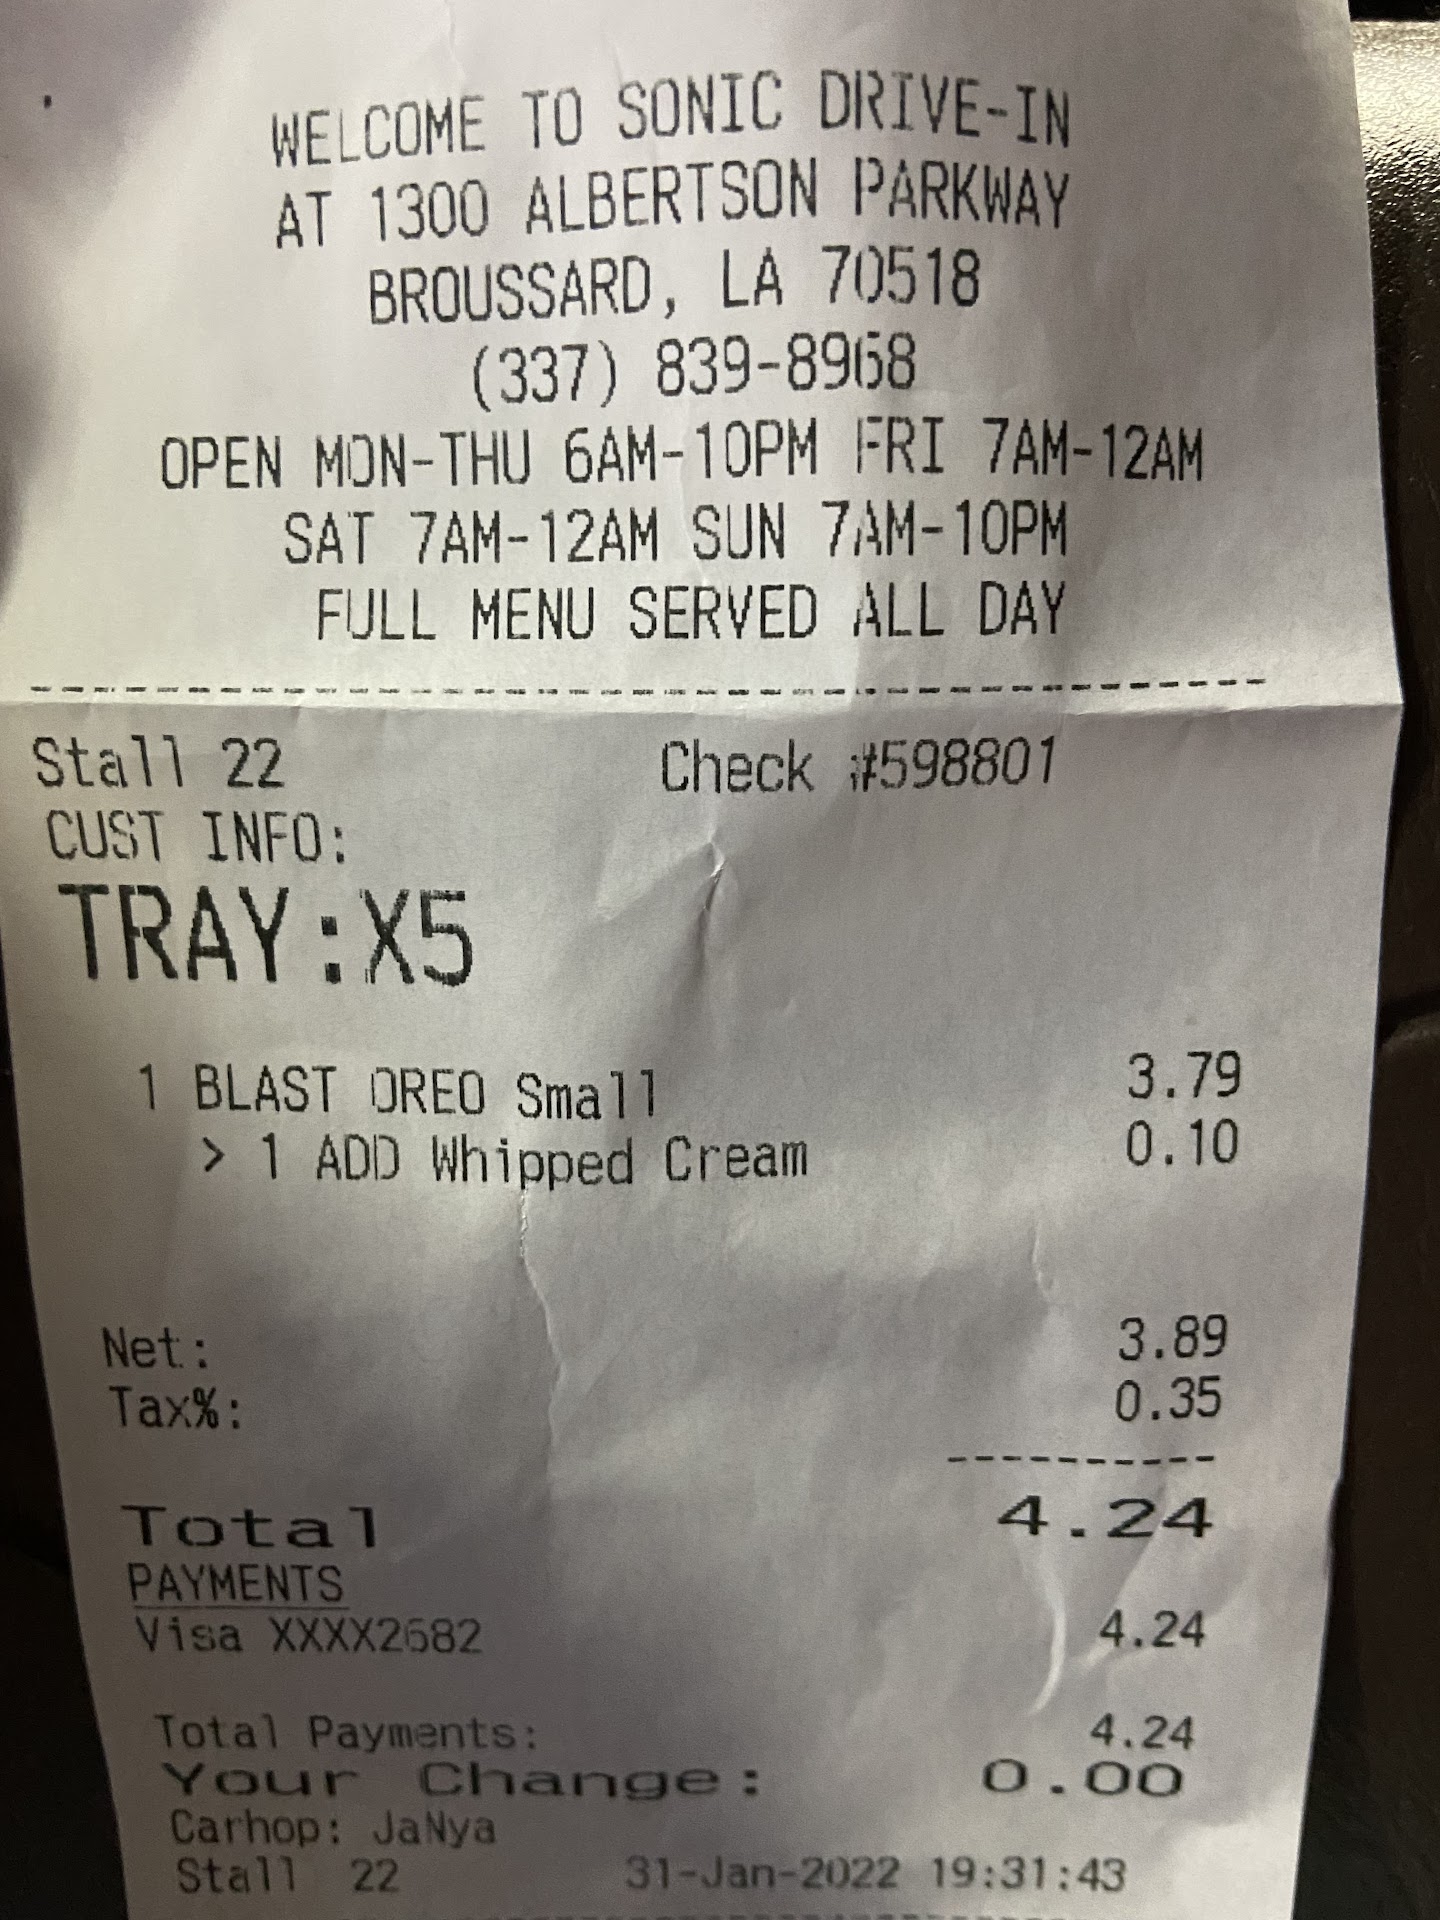 WELCOME TO SONIC DRIVE-IN
AT 1300 ALBERTSON PARKWAY
BROUSSARD, LA 70518
(337) 839-8968
OPEN MON-THU 6AM-10PM FRI 7AM-12AM
SAT 7AM-12AM SUN 7AM-10PM
FULL MENU SERVED ALL DAY
Stall 22 Check #598801
CUST INFO:
TRAY:X5
1 BLAST OREO Small 3.79
> 1 ADD Whipped Cream 0.10
Net: 3.89
Tax%: 0.35
Total 4.24
PAYMENTS
Visa XXXX2682 4.24
Total Payments: 4.24
Your Change: 0.00
Carhop: JaNya
Stall 22 31-Jan-2022 19:31:43